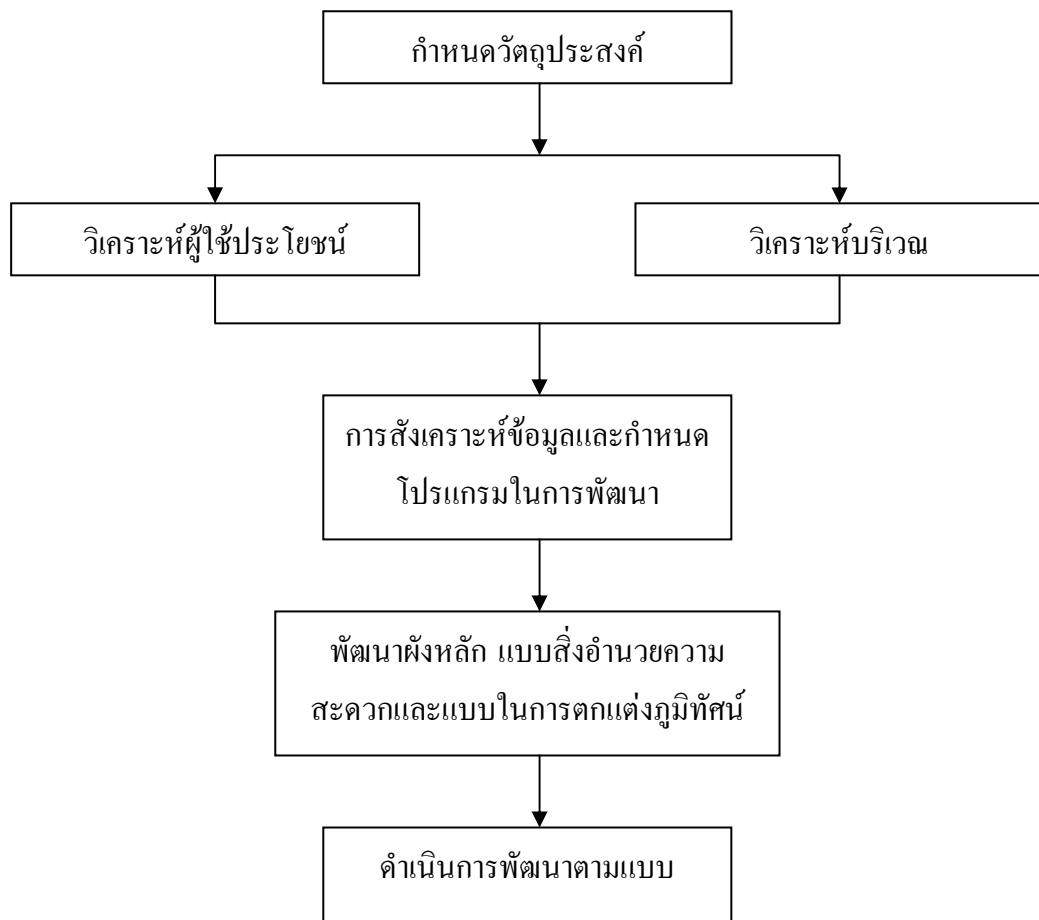 กำหนดวัตถุประสงค์
วิเคราะห์ผู้ใช้ประโยชน์
วิเคราะห์บริเวณ
การสังเคราะห์ข้อมูลและกำหนด
โปรแกรมในการพัฒนา
พัฒนาผังหลัก แบบสิ่งอำนวยความ
สะดวกและแบบในการตกแต่งภูมิทัศน์
ดำเนินการพัฒนาตามแบบ